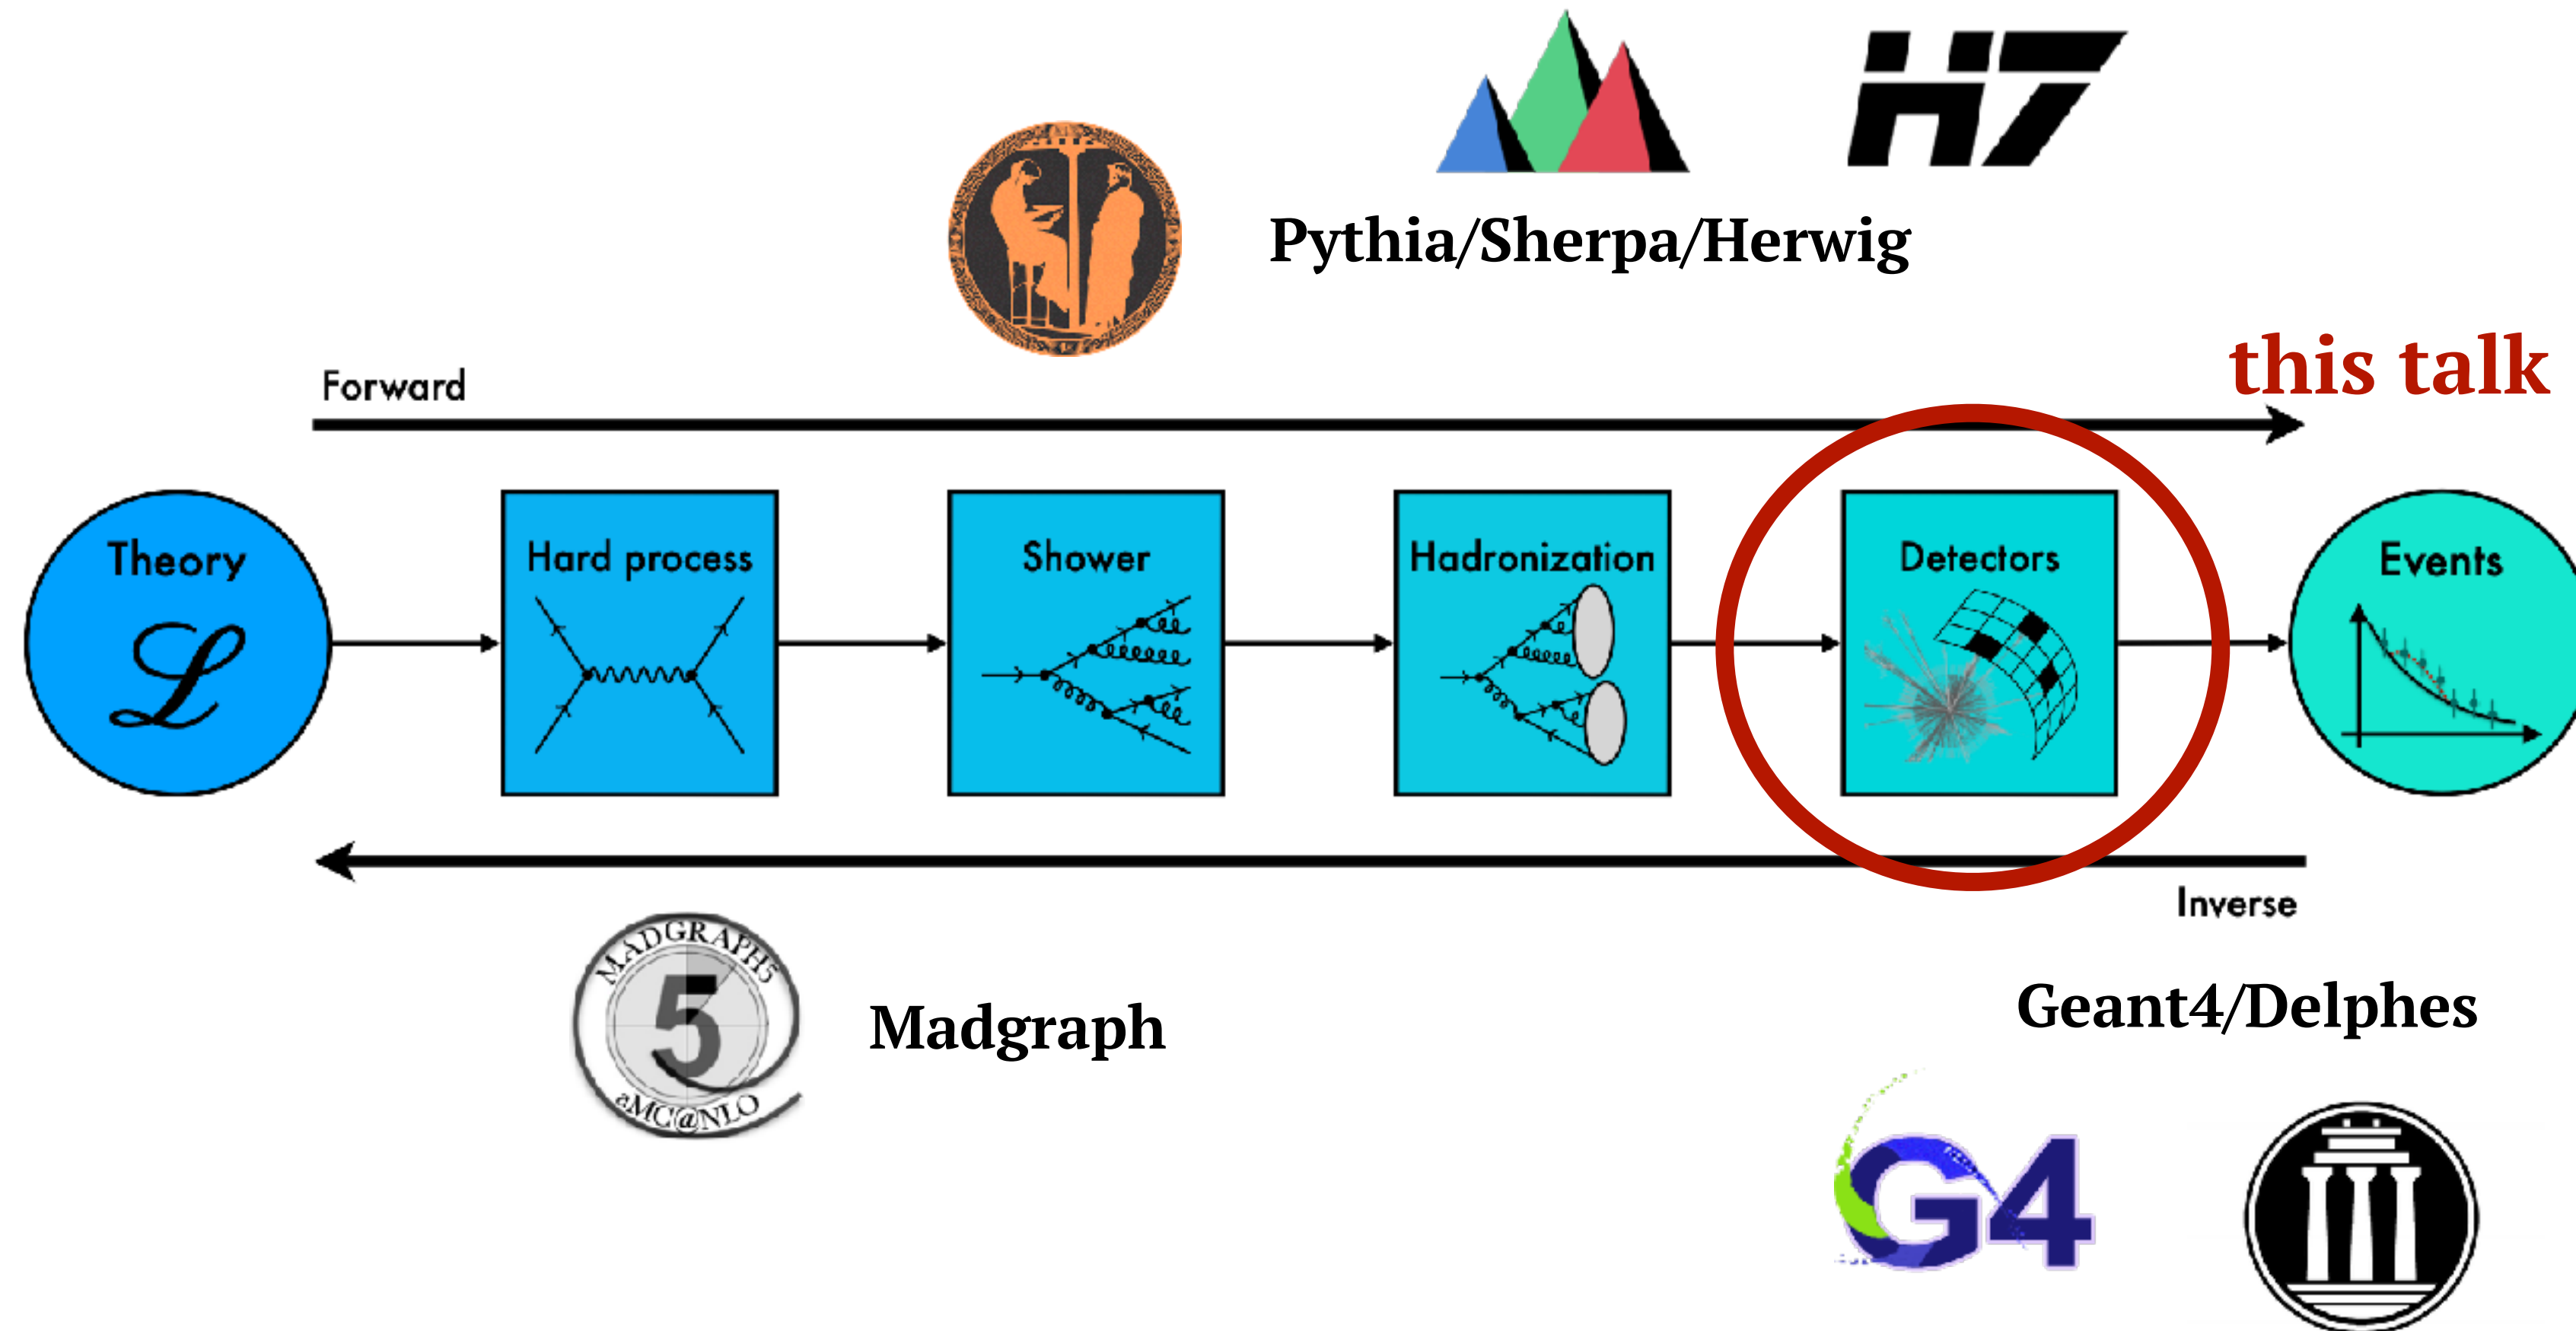 H7
Pythia/Sherpa/Herwig
this talk
Forward
Theory
ℒ
Hard process
Shower
Hadronization
Detectors
Events
Inverse
MADGRAPH5
5
aMC@NLO
Madgraph
Geant4/Delphes
G4